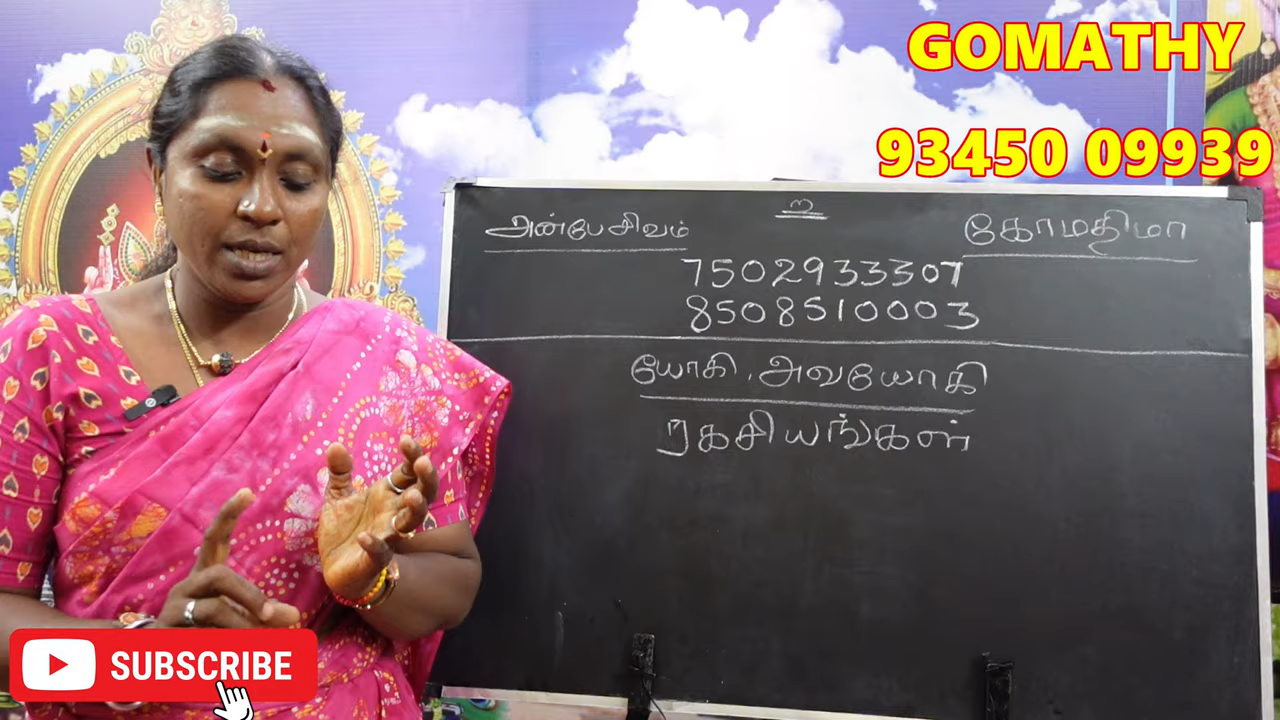 GOMATHY
93450 09939
உ
அன்பே சிவம் கோமதிமா
7502933307
8508510003
யோகி, அவயோகி
ரகசியங்கள்
SUBSCRIBE